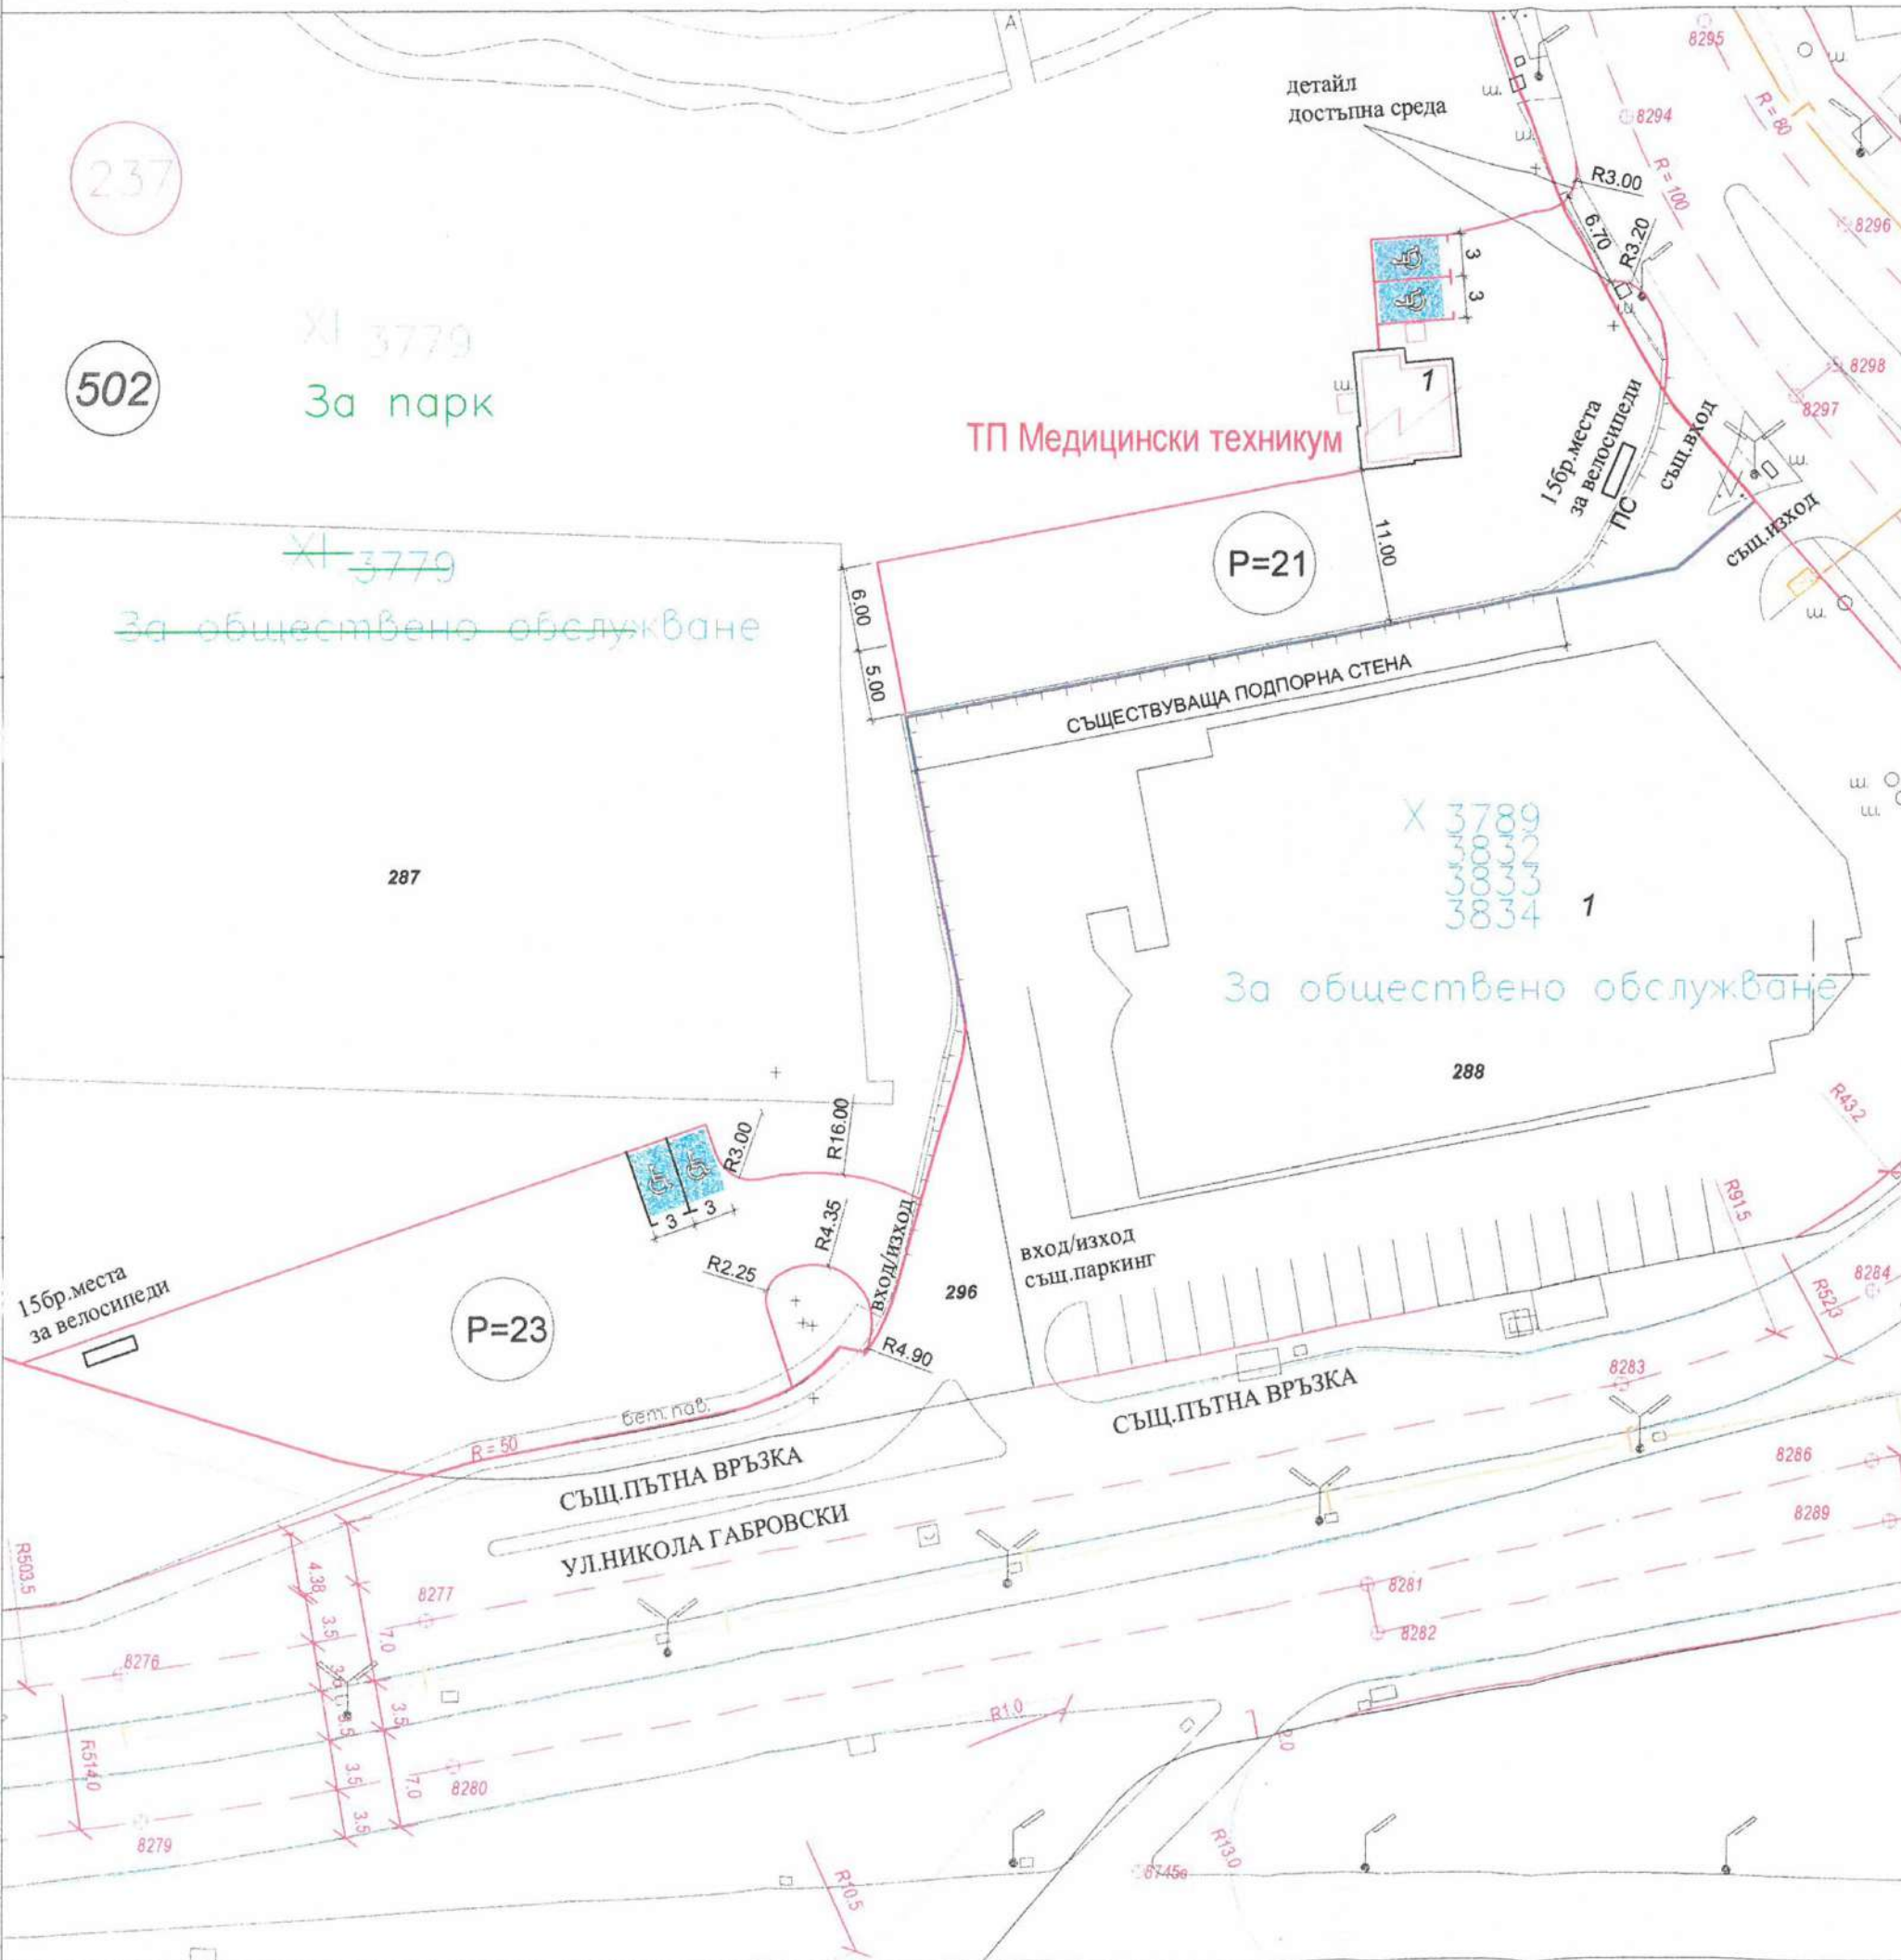 А
8295
детайл
достъпна среда
ш.
ш.
ш.
8294
R = 80
237
R = 100
R3.00
6.70
R3.20
8296
3
3
ш.
XI 3779
За парк
502
ш.
1
8298
8297
ТП Медицински техникум
15бр.места
за велосипеди
ПС
същ.вход
ш.
същ.изход
ш.
XI 3779
За обществено обслужване
6.00
5.00
P=21
11.00
СЪЩЕСТВУВАЩА ПОДПОРНА СТЕНА
ш.
ш.
X 3789
3832
3833
3834
1
За обществено обслужване
287
288
R43.2
R3.00
R16.00
3
3
R4.35
R2.25
вход/изход
R4.90
296
вход/изход
същ.паркинг
R91.5
R52.3
8284
15бр.места
за велосипеди
P=23
бет.пав.
R = 50
8283
СЪЩ.ПЪТНА ВРЪЗКА
СЪЩ.ПЪТНА ВРЪЗКА
УЛ.НИКОЛА ГАБРОВСКИ
8286
8289
R503.5
4.38
3.5
7.0
8277
8281
8282
8276
3.5
3.5
R514.0
3.5
7.0
8280
3.5
8279
R1.0
R13.0
R10.5